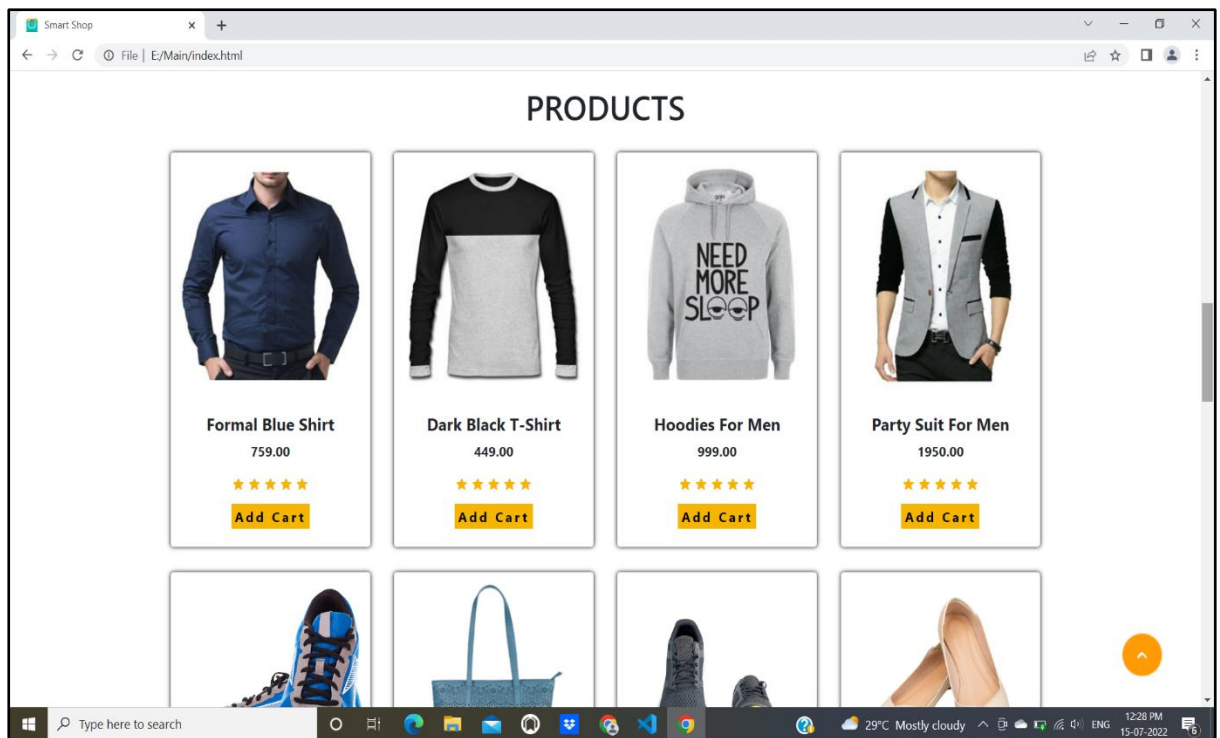 Smart Shop
File | E:/Main/index.html
PRODUCTS
NEED
MORE
SLOOP
Formal Blue Shirt
759.00
Add Cart
Dark Black T-Shirt
449.00
Add Cart
Hoodies For Men
999.00
Add Cart
Party Suit For Men
1950.00
Add Cart
Type here to search
29°C Mostly cloudy
ENG
12:28 PM
15-07-2022
6